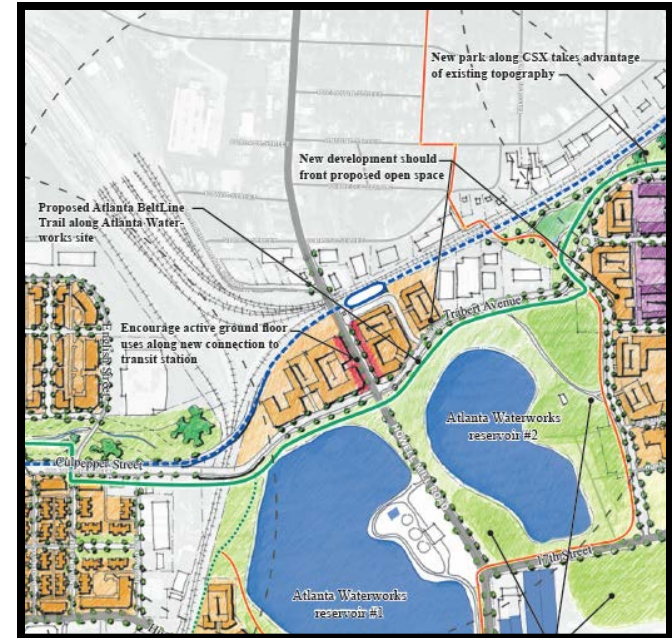 New park along CSX takes advantage
of existing topography
New development should
front proposed open space
Proposed Atlanta BeltLine
Trail along Atlanta Water-
works site
Trabert Avenue
Encourage active ground floor
uses along new connection to
transit station
English Street
Atlanta Waterworks
reservoir #2
Culpepper Street
17th Street
Atlanta Waterworks
reservoir #1